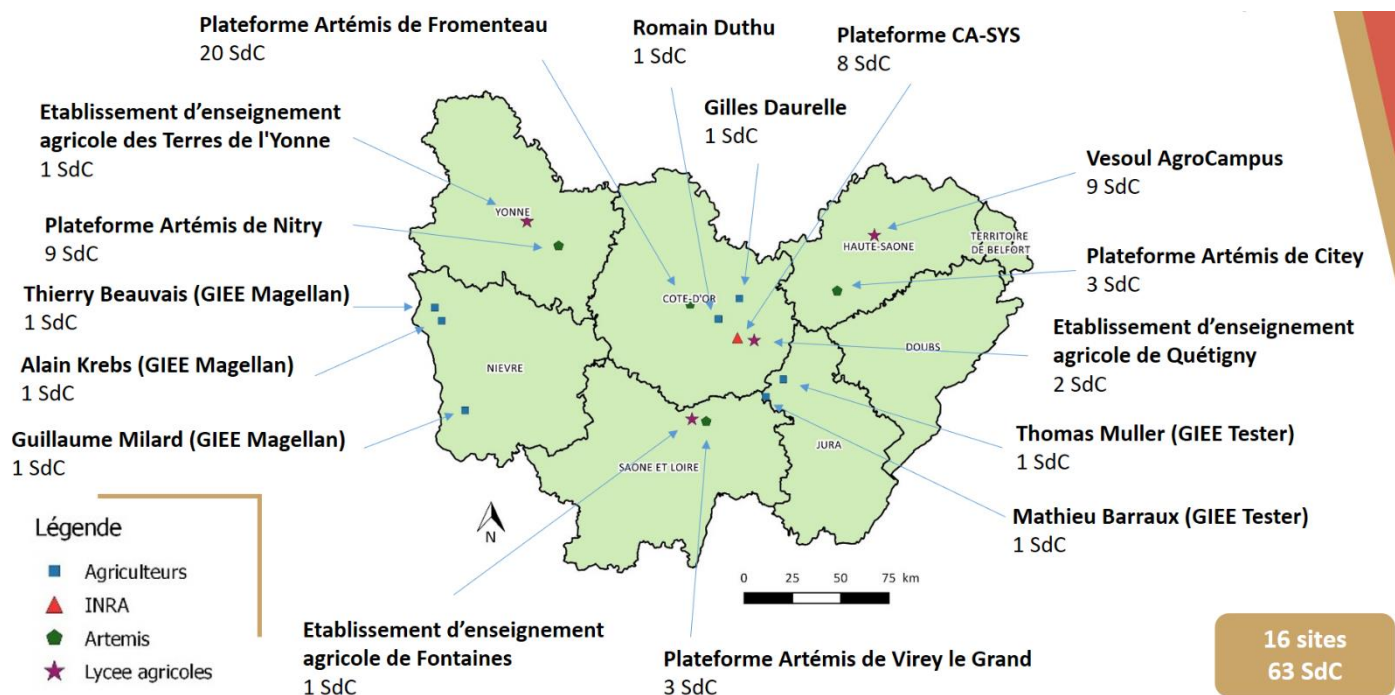 Plateforme Artémis de Fromenteau
20 SdC
Romain Duthu
1 SdC
Plateforme CA-SYS
8 SdC
Gilles Daurelle
1 SdC
Etablissement d’enseignement
agricole des Terres de l'Yonne
1 SdC
Vesoul AgroCampus
9 SdC
Plateforme Artémis de Nitry
9 SdC
Plateforme Artémis de Citey
3 SdC
Thierry Beauvais (GIEE Magellan)
1 SdC
Etablissement d’enseignement
agricole de Quétigny
2 SdC
Alain Krebs (GIEE Magellan)
1 SdC
Guillaume Milard (GIEE Magellan)
1 SdC
Thomas Muller (GIEE Tester)
1 SdC
Mathieu Barraux (GIEE Tester)
1 SdC
YONNE
HAUTE-SAONE
TERRITOIRE
DE BELFORT
COTE-D'OR
DOUBS
NIEVRE
JURA
SAONE ET LOIRE
N
0 25 50 75 km
Légende
Agriculteurs
INRA
Artemis
Lycee agricoles
Etablissement d’enseignement
agricole de Fontaines
1 SdC
Plateforme Artémis de Virey le Grand
3 SdC
16 sites
63 SdC